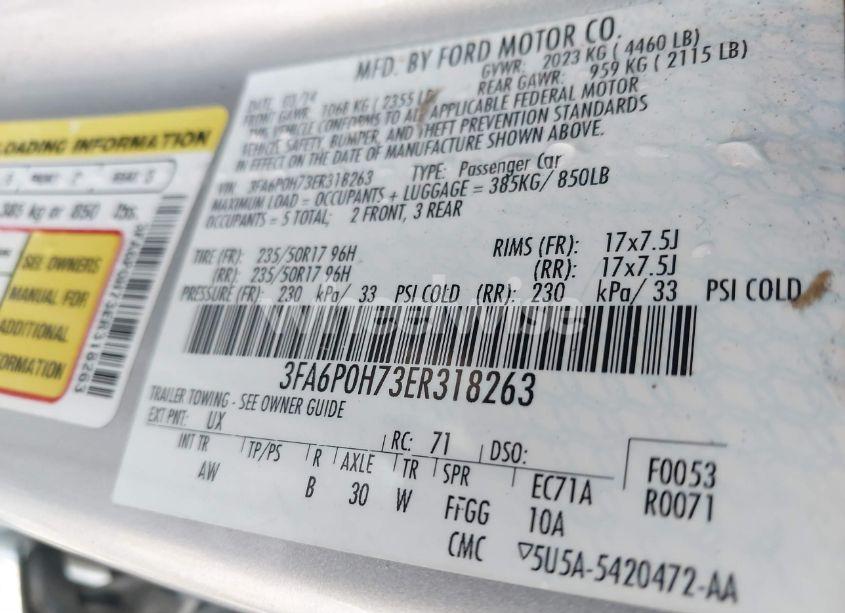 MFD. BY FORD MOTOR CO.
DATE: 03/14 GVWR: 2023 KG ( 4460 LB)
FRONT GAWR: 1068 KG ( 2355 LB REAR GAWR: 959 KG ( 2115 LB)
THIS VEHICLE CONFORMS TO ALL APPLICABLE FEDERAL MOTOR
VEHICLE SAFETY, BUMPER, AND THEFT PREVENTION STANDARDS
IN EFFECT ON THE DATE OF MANUFACTURE SHOWN ABOVE.
VIN: 3FA6P0H73ER318263 TYPE: Passenger Car
MAXIMUM LOAD = OCCUPANTS + LUGGAGE = 385KG/ 850LB
OCCUPANTS = 5 TOTAL; 2 FRONT, 3 REAR
TIRE (FR): 235/50R17 96H RIMS (FR): 17x7.5J
(RR): 235/50R17 96H (RR): 17x7.5J
PRESSURE (FR): 230 kPa/ 33 PSI COLD (RR): 230 kPa/ 33 PSI COLD
wheelwise
3FA6P0H73ER318263
TRAILER TOWING - SEE OWNER GUIDE
EXT PNT: UX RC: 71 DSO:
INT TR TP/PS R AXLE TR SPR EC71A F0053
AW B 30 W FFGG 10A R0071
CMC ▽5U5A-5420472-AA
LOADING INFORMATION
385 kg or 850 lbs.
SEE OWNERS
MANUAL FOR
ADDITIONAL
INFORMATION
3FA6P0H73ER318263